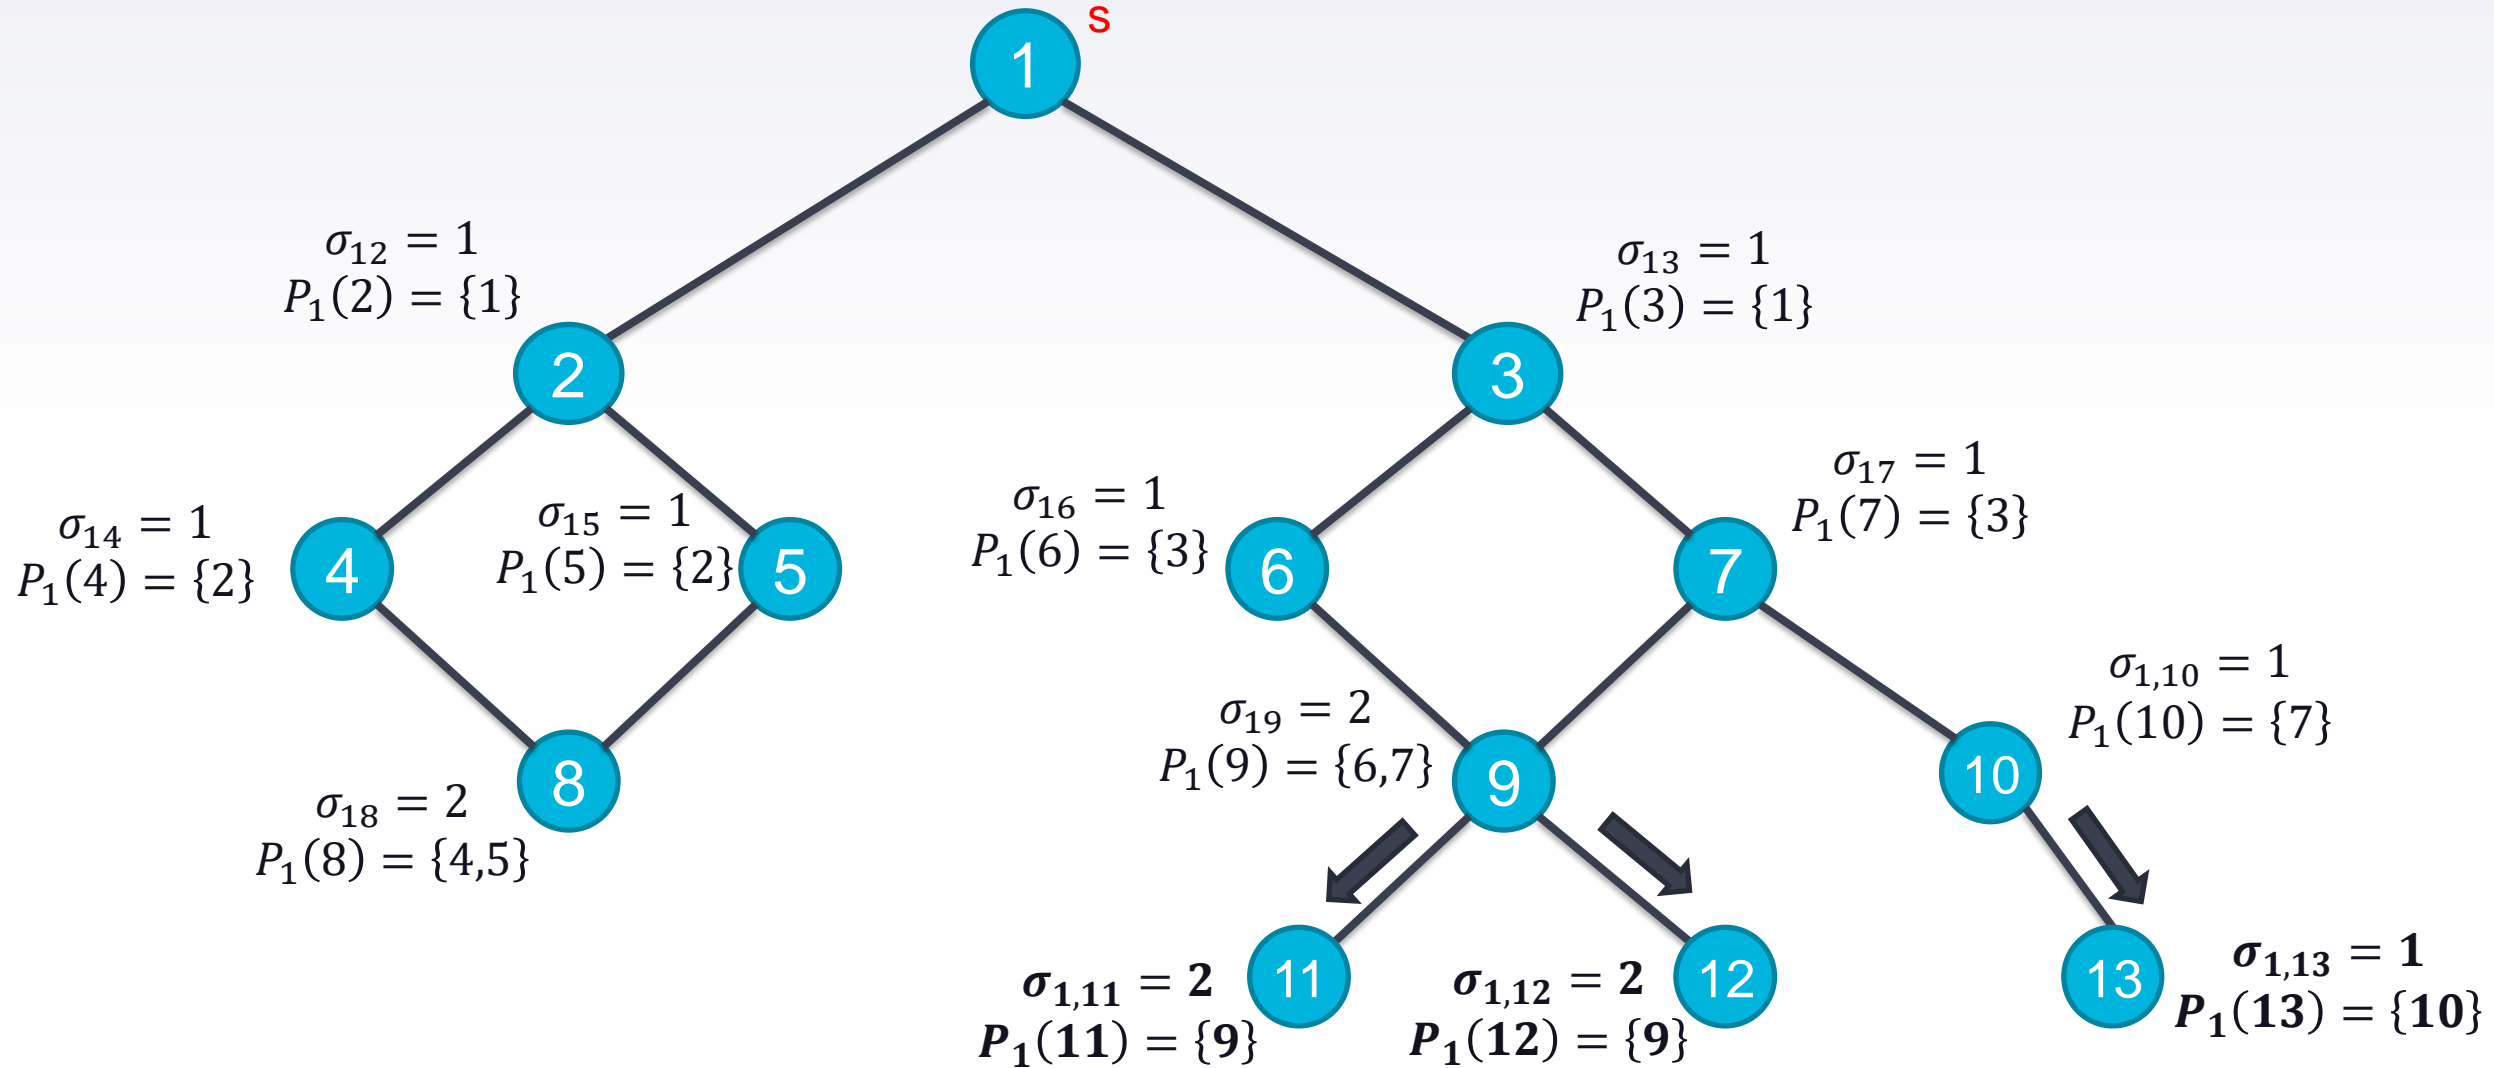 1
s
σ₁₂ = 1
P₁(2) = {1}
σ₁₃ = 1
P₁(3) = {1}
2
3
σ₁₄ = 1
P₁(4) = {2}
4
σ₁₅ = 1
P₁(5) = {2}
5
σ₁₆ = 1
P₁(6) = {3}
6
σ₁₇ = 1
P₁(7) = {3}
7
σ₁₈ = 2
P₁(8) = {4,5}
8
σ₁₉ = 2
P₁(9) = {6,7}
9
σ₁,₁₀ = 1
P₁(10) = {7}
10
σ₁,₁₁ = 2
P₁(11) = {9}
11
σ₁,₁₂ = 2
P₁(12) = {9}
12
13
σ₁,₁₃ = 1
P₁(13) = {10}